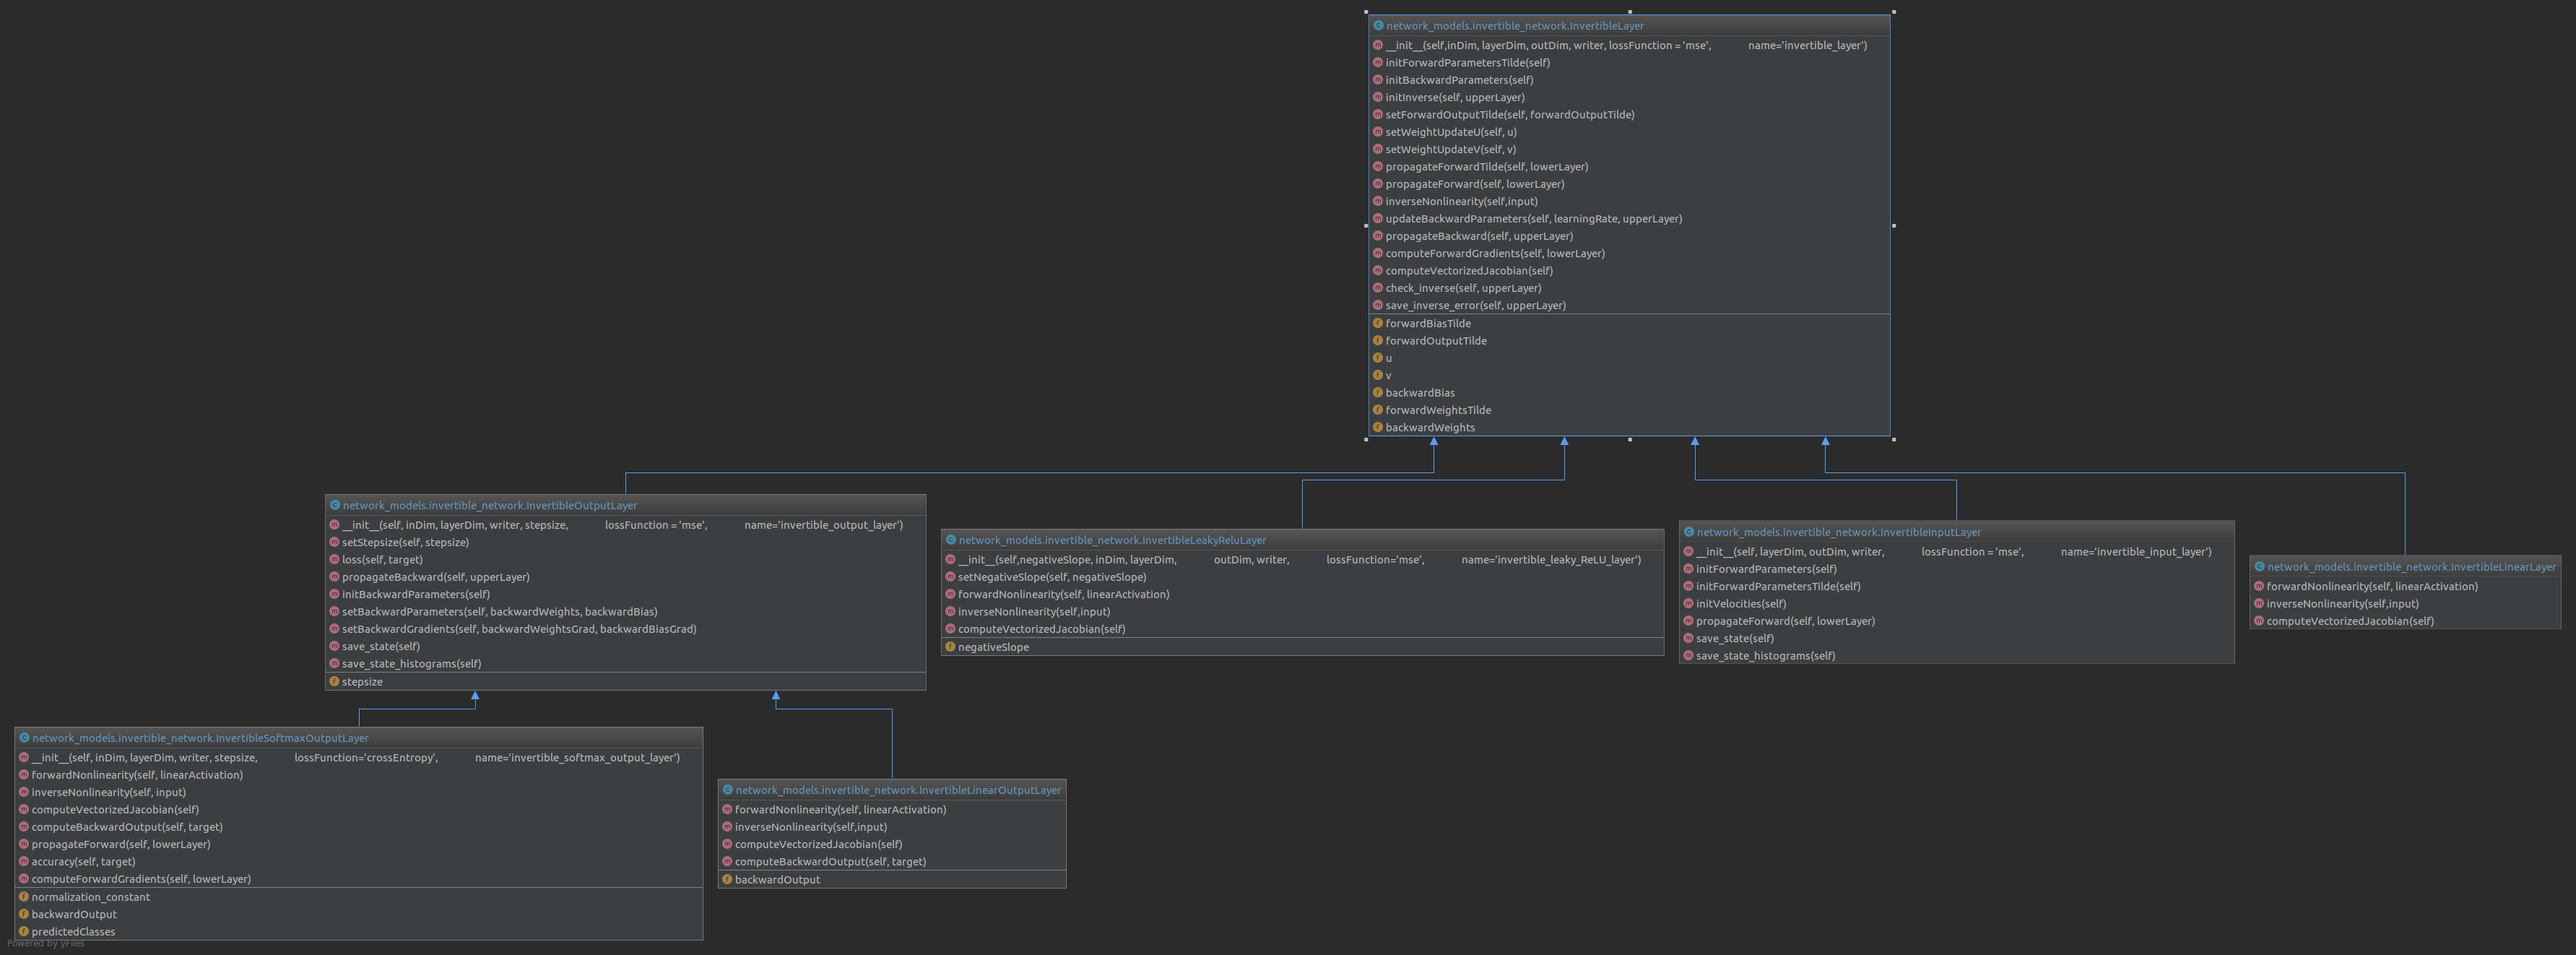 network_models.invertible_network.InvertibleLayer
__init__(self,inDim, layerDim, outDim, writer, lossFunction = 'mse', name='invertible_layer')
initForwardParametersTilde(self)
initBackwardParameters(self)
initInverse(self, upperLayer)
setForwardOutputTilde(self, forwardOutputTilde)
setWeightUpdateU(self, u)
setWeightUpdateV(self, v)
propagateForwardTilde(self, lowerLayer)
propagateForward(self, lowerLayer)
inverseNonlinearity(self,input)
updateBackwardParameters(self, learningRate, upperLayer)
propagateBackward(self, upperLayer)
computeForwardGradients(self, lowerLayer)
computeVectorizedJacobian(self)
check_inverse(self, upperLayer)
save_inverse_error(self, upperLayer)
forwardBiasTilde
forwardOutputTilde
u
v
backwardBias
forwardWeightsTilde
backwardWeights
network_models.invertible_network.InvertibleOutputLayer
__init__(self, inDim, layerDim, writer, stepsize, lossFunction = 'mse', name='invertible_output_layer')
setStepsize(self, stepsize)
loss(self, target)
propagateBackward(self, upperLayer)
initBackwardParameters(self)
setBackwardParameters(self, backwardWeights, backwardBias)
setBackwardGradients(self, backwardWeightsGrad, backwardBiasGrad)
save_state(self)
save_state_histograms(self)
stepsize
network_models.invertible_network.InvertibleLeakyReluLayer
__init__(self,negativeSlope, inDim, layerDim, outDim, writer, lossFunction='mse', name='invertible_leaky_ReLU_layer')
setNegativeSlope(self, negativeSlope)
forwardNonlinearity(self, linearActivation)
inverseNonlinearity(self,input)
computeVectorizedJacobian(self)
negativeSlope
network_models.invertible_network.InvertibleInputLayer
__init__(self, layerDim, outDim, writer, lossFunction = 'mse', name='invertible_input_layer')
initForwardParameters(self)
initForwardParametersTilde(self)
initVelocities(self)
propagateForward(self, lowerLayer)
save_state(self)
save_state_histograms(self)
network_models.invertible_network.InvertibleLinearLayer
forwardNonlinearity(self, linearActivation)
inverseNonlinearity(self,input)
computeVectorizedJacobian(self)
network_models.invertible_network.InvertibleSoftmaxOutputLayer
__init__(self, inDim, layerDim, writer, stepsize, lossFunction='crossEntropy', name='invertible_softmax_output_layer')
forwardNonlinearity(self, linearActivation)
inverseNonlinearity(self, input)
computeVectorizedJacobian(self)
computeBackwardOutput(self, target)
propagateForward(self, lowerLayer)
accuracy(self, target)
computeForwardGradients(self, lowerLayer)
normalization_constant
backwardOutput
predictedClasses
network_models.invertible_network.InvertibleLinearOutputLayer
forwardNonlinearity(self, linearActivation)
inverseNonlinearity(self,input)
computeVectorizedJacobian(self)
computeBackwardOutput(self, target)
backwardOutput
Powered by yFiles